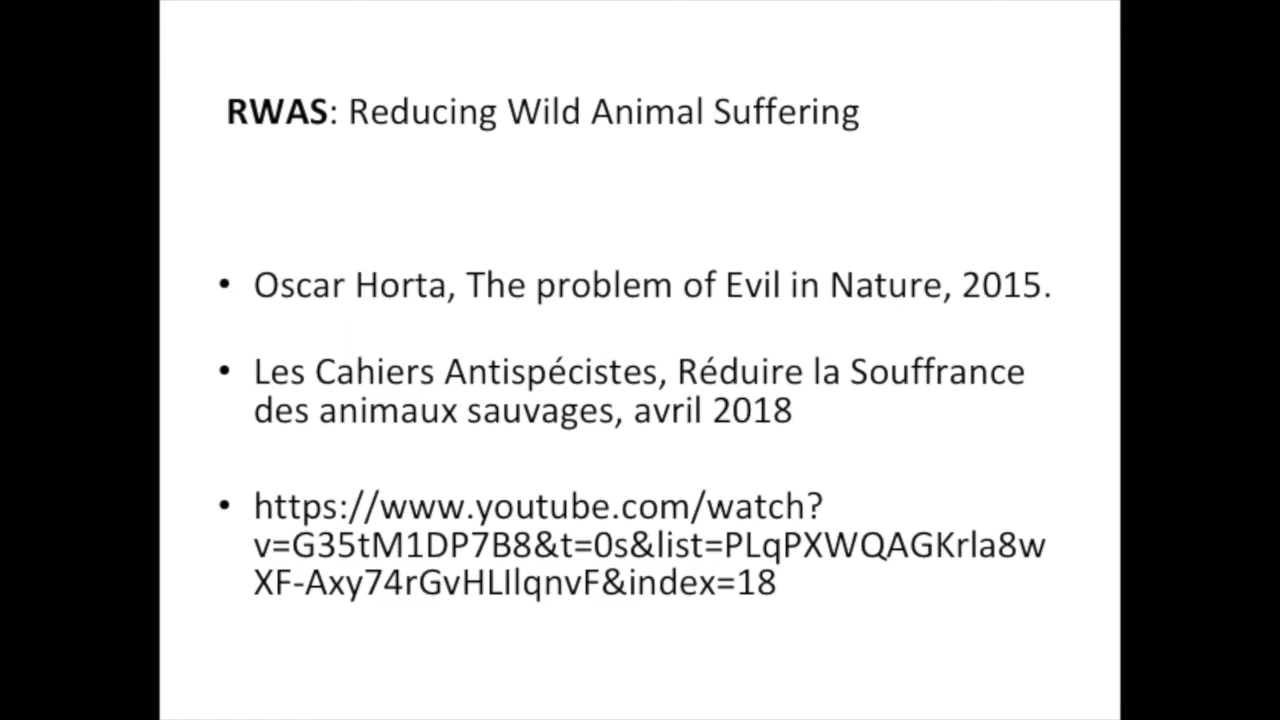 RWAS: Reducing Wild Animal Suffering
• Oscar Horta, The problem of Evil in Nature, 2015.
• Les Cahiers Antispécistes, Réduire la Souffrance
des animaux sauvages, avril 2018
• https://www.youtube.com/watch?
v=G35tM1DP7B8&t=0s&list=PLqPXWQAGKrla8w
XF-Axy74rGvHLIlqnvF&index=18